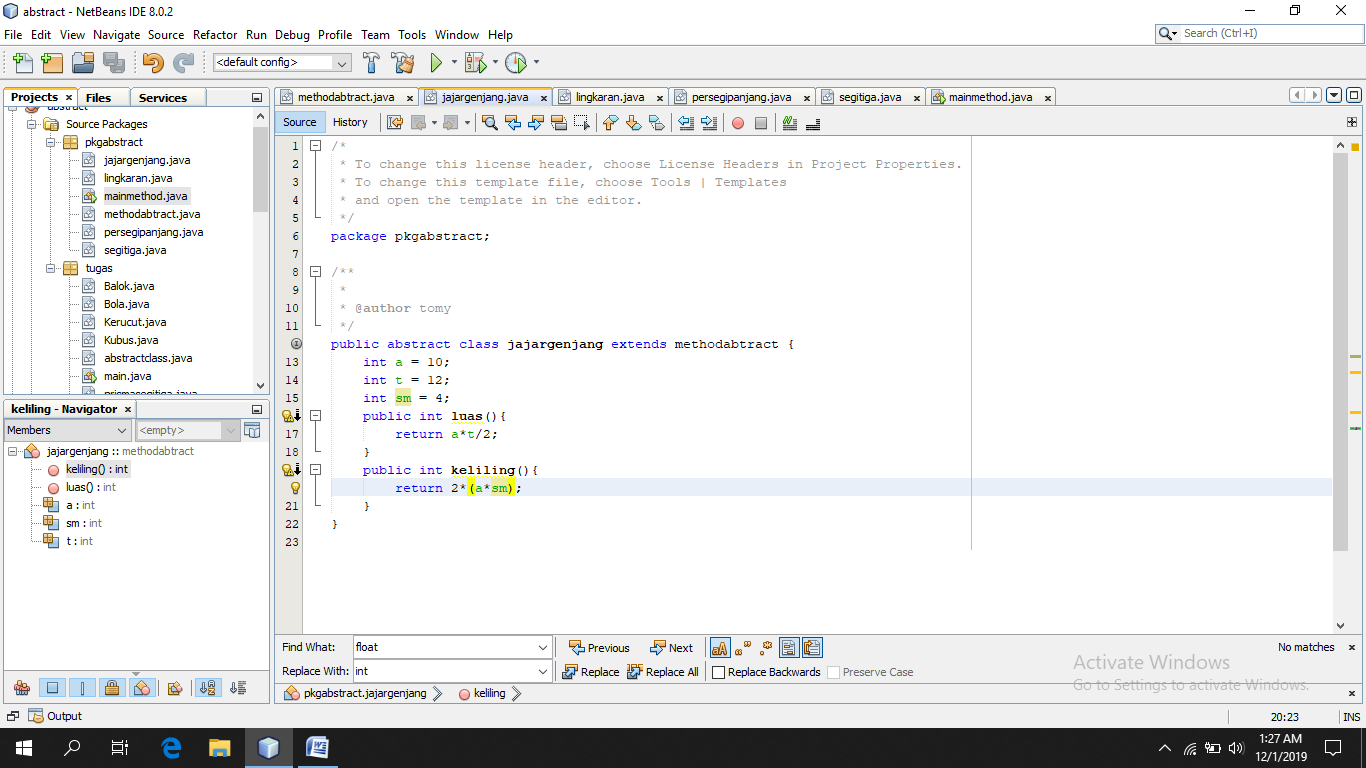 abstract - NetBeans IDE 8.0.2
File Edit View Navigate Source Refactor Run Debug Profile Team Tools Window Help
Search (Ctrl+I)
<default config>
Projects × Files Services
Source Packages
pkgabstract
jajargenjang.java
lingkaran.java
mainmethod.java
methodabtract.java
persegipanjang.java
segitiga.java
tugas
Balok.java
Bola.java
Kerucut.java
Kubus.java
abstractclass.java
main.java
keliling - Navigator ×
Members <empty>
jajargenjang :: methodabtract
keliling() : int
luas() : int
a : int
sm : int
t : int
methodabtract.java × jajargenjang.java × lingkaran.java × persegipanjang.java × segitiga.java × mainmethod.java ×
Source History
1 /*
2 * To change this license header, choose License Headers in Project Properties.
3 * To change this template file, choose Tools | Templates
4 * and open the template in the editor.
5 */
6 package pkgabstract;
7
8 /**
9 *
10 * @author tomy
11 */
public abstract class jajargenjang extends methodabtract {
13 int a = 10;
14 int t = 12;
15 int sm = 4;
public int luas(){
17 return a*t/2;
18 }
public int keliling(){
return 2*(a*sm);
21 }
22 }
23
Find What: float Previous Next No matches ×
Replace With: int Replace Replace All Replace Backwards Preserve Case
pkgabstract.jajargenjang keliling ×
Activate Windows
Go to Settings to activate Windows.
Output 20:23 INS
1:27 AM
12/1/2019